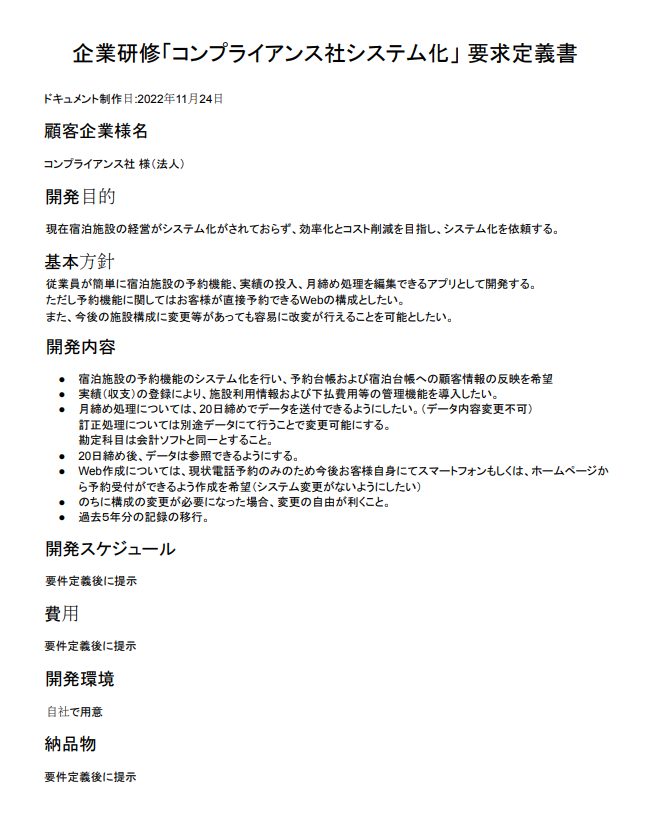 企業研修「コンプライアンス社システム化」 要求定義書
ドキュメント制作日:2022年11月24日
顧客企業様名
コンプライアンス社 様（法人）
開発目的
現在宿泊施設の経営がシステム化がされておらず、効率化とコスト削減を目指し、システム化を依頼する。
基本方針
従業員が簡単に宿泊施設の予約機能、実績の投入、月締め処理を編集できるアプリとして開発する。
ただし予約機能に関してはお客様が直接予約できるWebの構成としたい。
また、今後の施設構成に変更等があっても容易に改変が行えることを可能としたい。
開発内容
● 宿泊施設の予約機能のシステム化を行い、予約台帳および宿泊台帳への顧客情報の反映を希望
● 実績（収支）の登録により、施設利用情報および下払費用等の管理機能を導入したい。
● 月締め処理については、20日締めでデータを送付できるようにしたい。（データ内容変更不可）
訂正処理については別途データにて行うことで変更可能にする。
勘定科目は会計ソフトと同一とすること。
● 20日締め後、データは参照できるようにする。
● Web作成については、現状電話予約のみのため今後お客様自身にてスマートフォンもしくは、ホームページか
ら予約受付ができるよう作成を希望（システム変更がないようにしたい）
● のちに構成の変更が必要になった場合、変更の自由が利くこと。
● 過去5年分の記録の移行。
開発スケジュール
要件定義後に提示
費用
要件定義後に提示
開発環境
自社で用意
納品物
要件定義後に提示